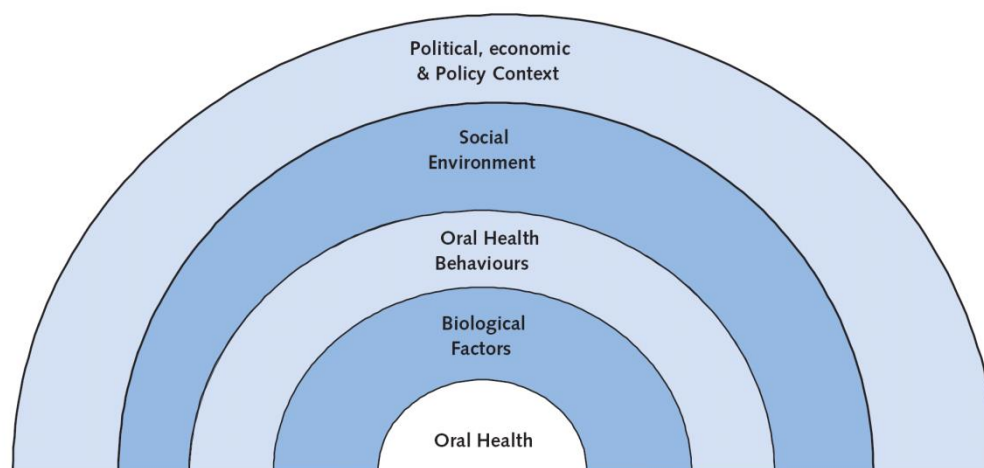 Political, economic
& Policy Context
Social
Environment
Oral Health
Behaviours
Biological
Factors
Oral Health